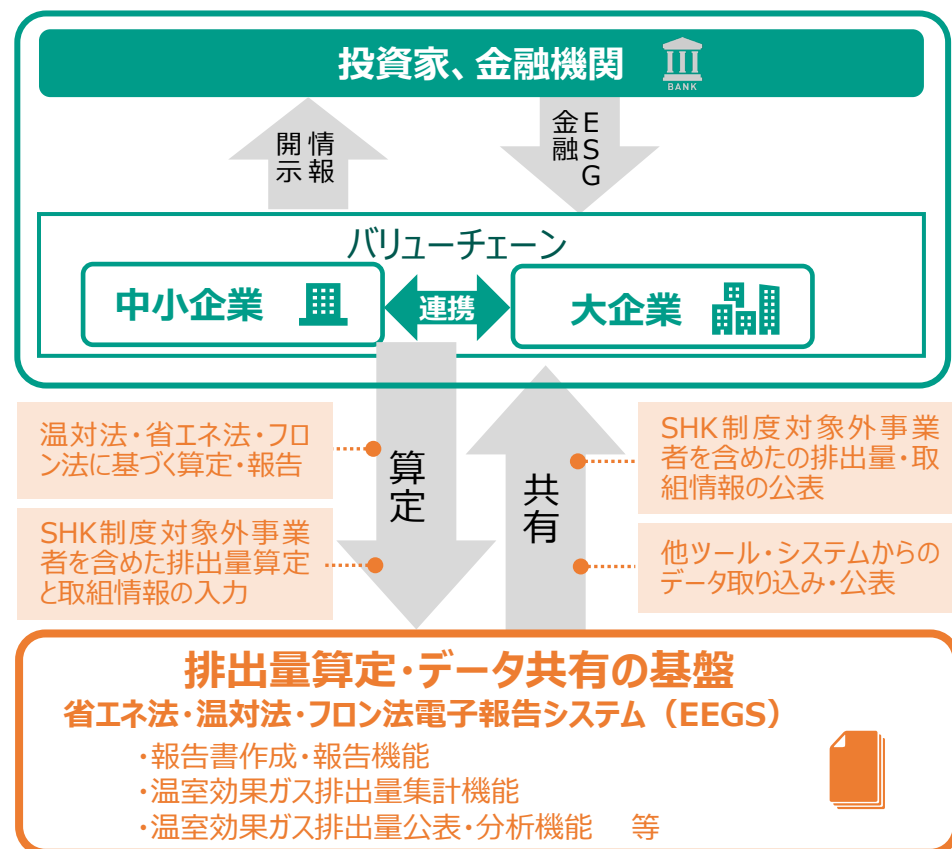 投資家、金融機関
BANK
情報
開示
ESG
金融
バリューチェーン
中小企業
連携
大企業
温対法・省エネ法・フロ
ン法に基づく算定・報告
SHK制度対象外事業
者を含めた排出量算定
と取組情報の入力
算定
共有
SHK制度対象外事業
者を含めたの排出量・取
組情報の公表
他ツール・システムからの
データ取り込み・公表
排出量算定・データ共有の基盤
省エネ法・温対法・フロン法電子報告システム（EEGS）
・報告書作成・報告機能
・温室効果ガス排出量集計機能
・温室効果ガス排出量公表・分析機能　等